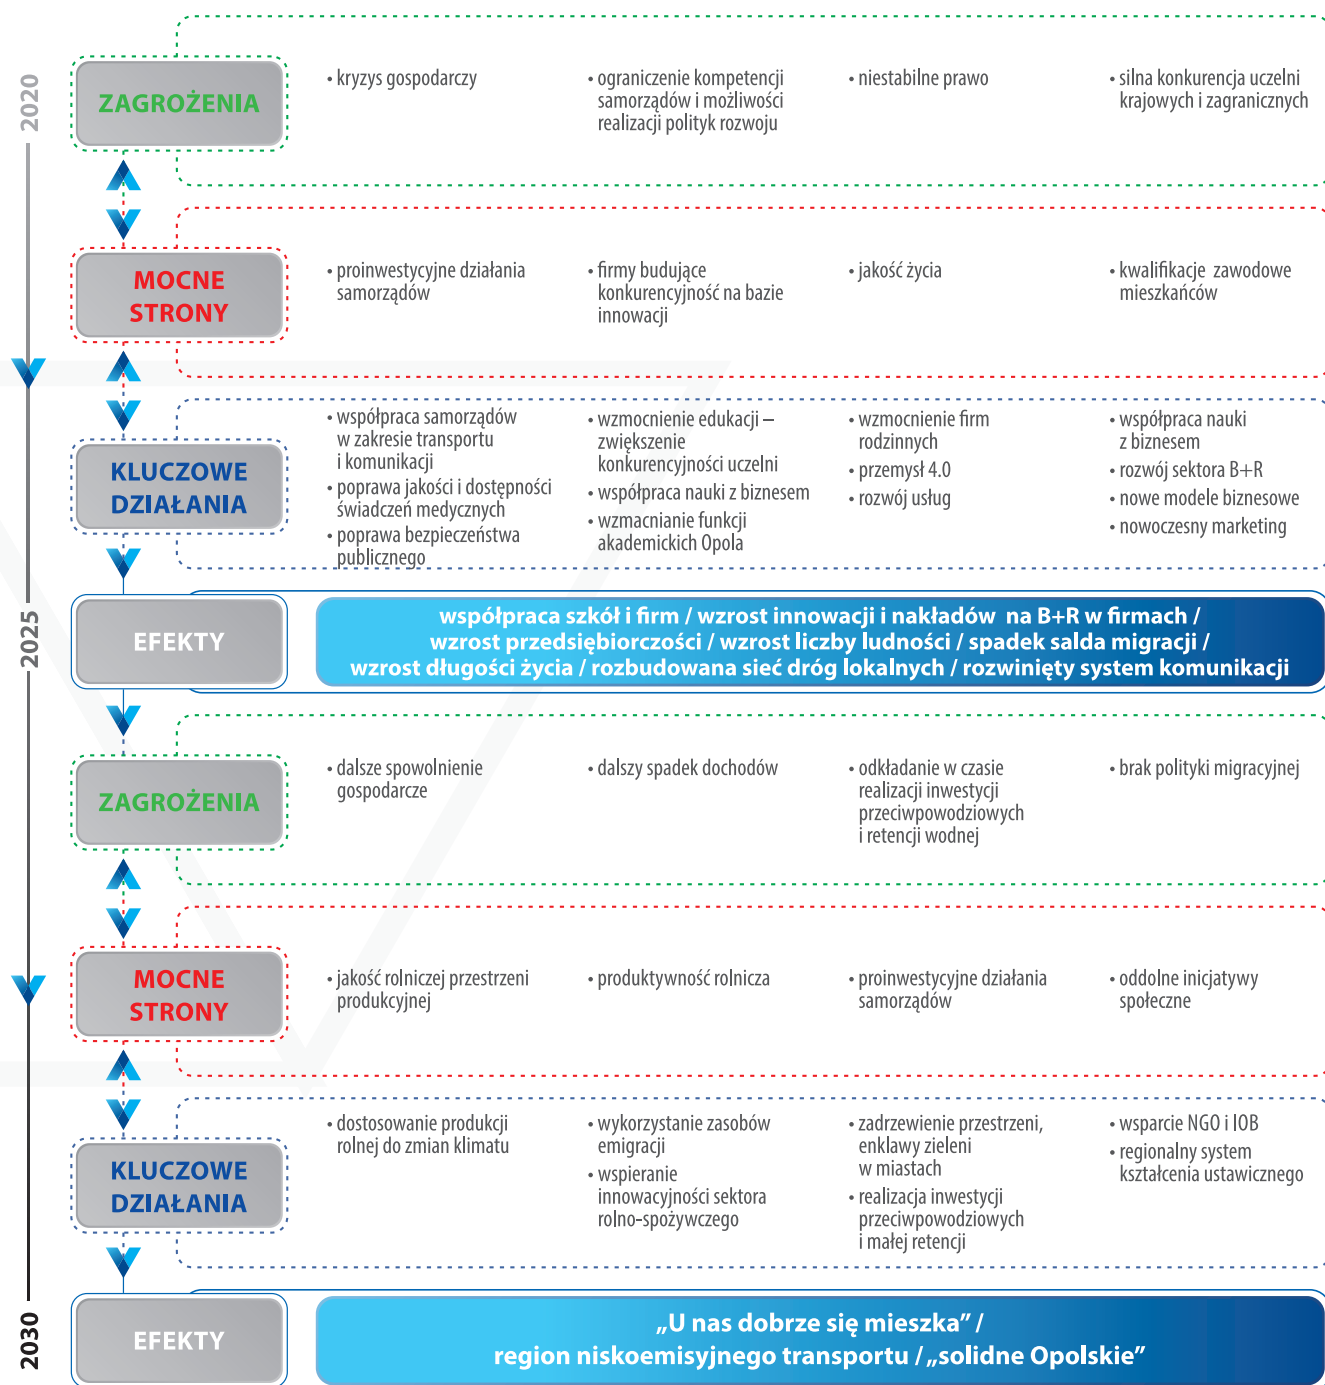 2020
ZAGROŻENIA
• kryzys gospodarczy
• ograniczenie kompetencji
samorządów i możliwości
realizacji polityk rozwoju
• niestabilne prawo
• silna konkurencja uczelni
krajowych i zagranicznych
MOCNE
STRONY
• proinwestycyjne działania
samorządów
• firmy budujące
konkurencyjność na bazie
innowacji
• jakość życia
• kwalifikacje zawodowe
mieszkańców
KLUCZOWE
DZIAŁANIA
• współpraca samorządów
w zakresie transportu
i komunikacji
• poprawa jakości i dostępności
świadczeń medycznych
• poprawa bezpieczeństwa
publicznego
• wzmocnienie edukacji –
zwiększenie
konkurencyjności uczelni
• współpraca nauki z biznesem
• wzmacnianie funkcji
akademickich Opola
• wzmocnienie firm
rodzinnych
• przemysł 4.0
• rozwój usług
• współpraca nauki
z biznesem
• rozwój sektora B+R
• nowe modele biznesowe
• nowoczesny marketing
2025
EFEKTY
współpraca szkół i firm / wzrost innowacji i nakładów na B+R w firmach /
wzrost przedsiębiorczości / wzrost liczby ludności / spadek salda migracji /
wzrost długości życia / rozbudowana sieć dróg lokalnych / rozwinięty system komunikacji
ZAGROŻENIA
• dalsze spowolnienie
gospodarcze
• dalszy spadek dochodów
• odkładanie w czasie
realizacji inwestycji
przeciwpowodziowych
i retencji wodnej
• brak polityki migracyjnej
MOCNE
STRONY
• jakość rolniczej przestrzeni
produkcyjnej
• produktywność rolnicza
• proinwestycyjne działania
samorządów
• oddolne inicjatywy
społeczne
KLUCZOWE
DZIAŁANIA
• dostosowanie produkcji
rolnej do zmian klimatu
• wykorzystanie zasobów
emigracji
• wspieranie
innowacyjności sektora
rolno-spożywczego
• zadrzewienie przestrzeni,
enklawy zieleni
w miastach
• realizacja inwestycji
przeciwpowodziowych
i małej retencji
• wsparcie NGO i IOB
• regionalny system
kształcenia ustawicznego
2030
EFEKTY
„U nas dobrze się mieszka” /
region niskoemisyjnego transportu / „solidne Opolskie”